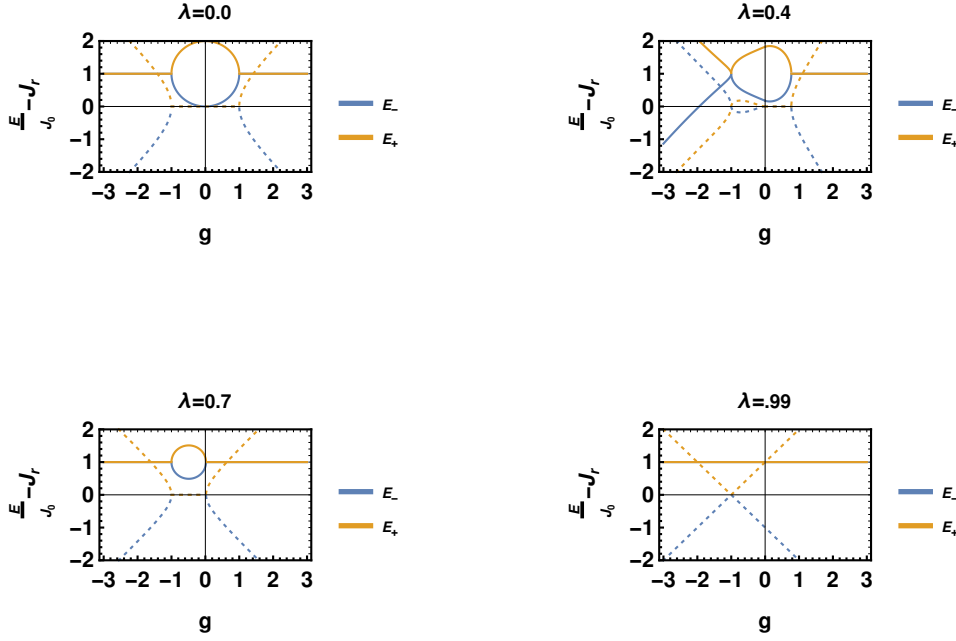 λ=0.0
E/J₀ -Jᵣ
2
1
0
−1
−2
−3 −2 −1 0 1 2 3
g
E₋
E₊
λ=0.4
E/J₀ -Jᵣ
2
1
0
−1
−2
−3 −2 −1 0 1 2 3
g
E₋
E₊
λ=0.7
E/J₀ -Jᵣ
2
1
0
−1
−2
−3 −2 −1 0 1 2 3
g
E₋
E₊
λ=.99
E/J₀ -Jᵣ
2
1
0
−1
−2
−3 −2 −1 0 1 2 3
g
E₋
E₊